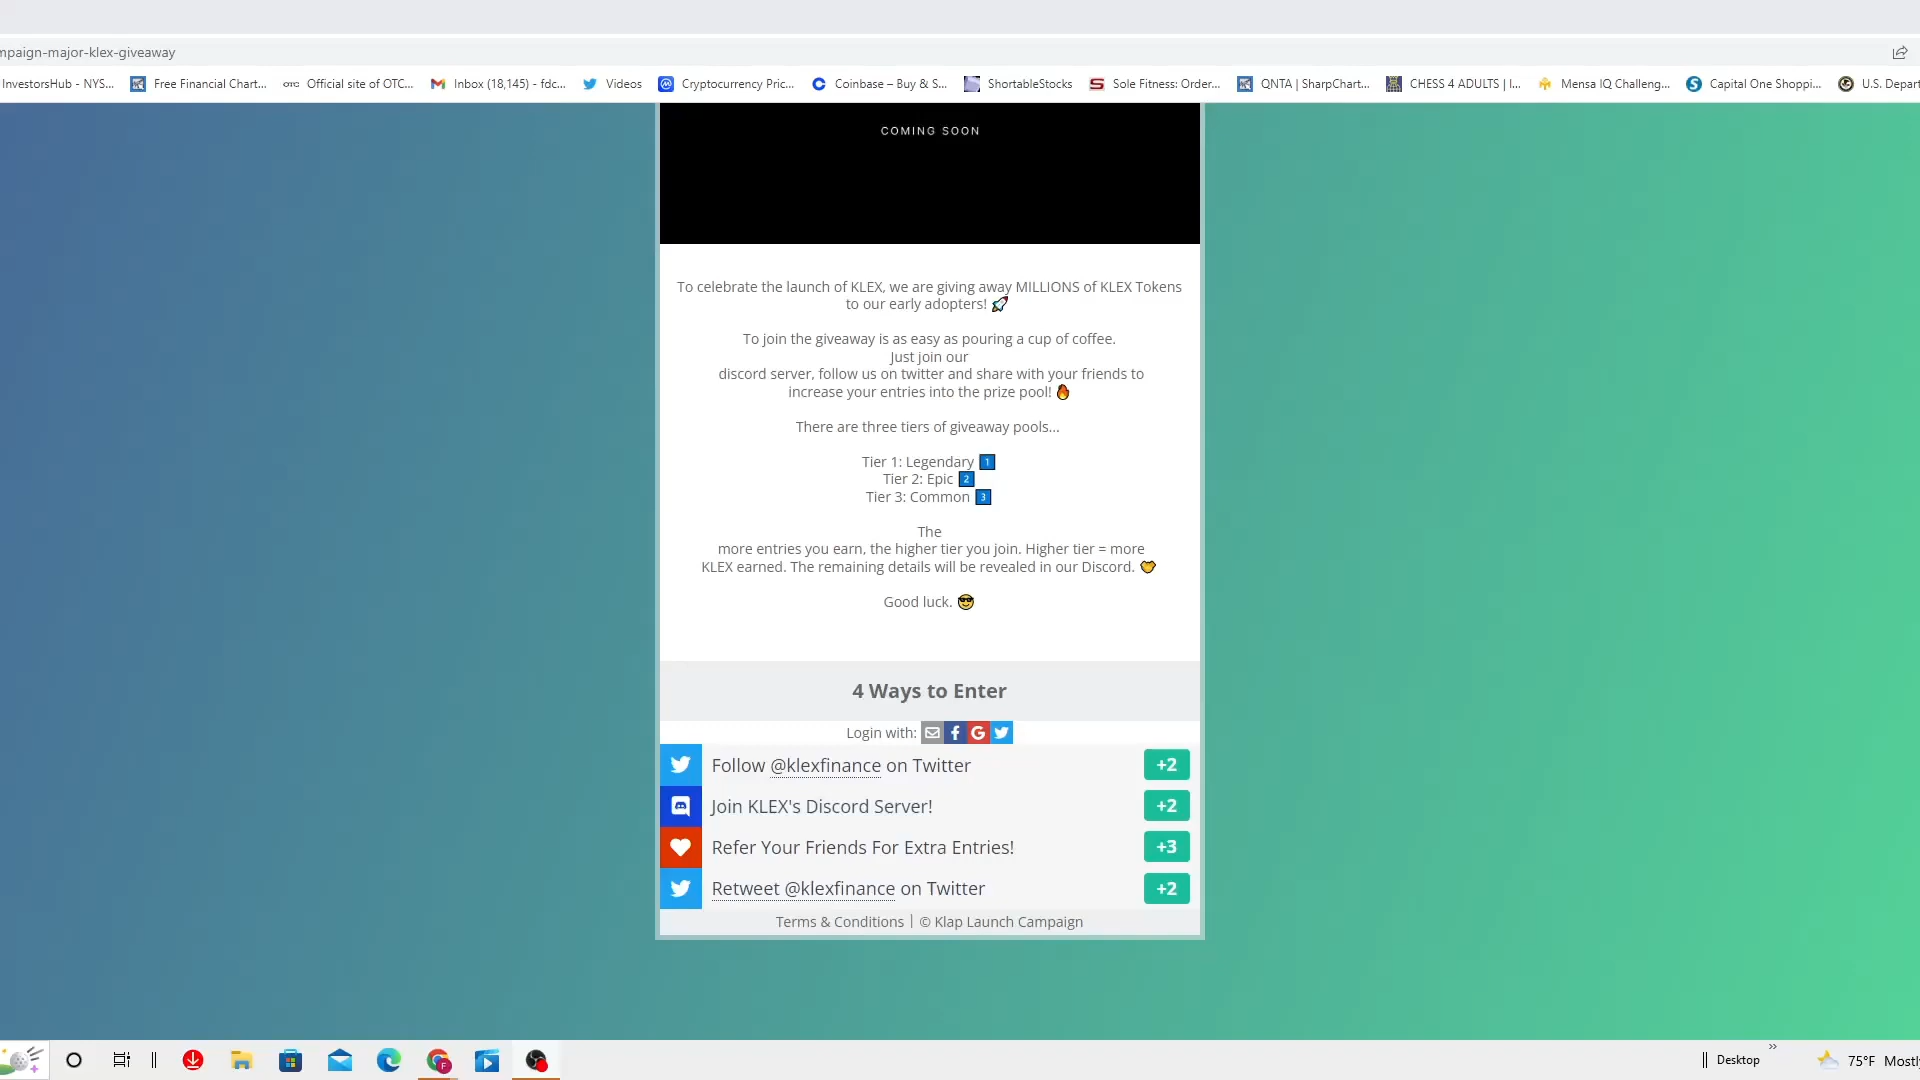 mpaign-major-klex-giveaway
InvestorsHub - NYS... Free Financial Chart... OTC Official site of OTC... Inbox (18,145) - fdc... Videos Cryptocurrency Pric... Coinbase – Buy & S... ShortableStocks Sole Fitness: Order... QNTA | SharpChart... CHESS 4 ADULTS | I... Mensa IQ Challeng... Capital One Shoppi... U.S. Depart
COMING SOON
To celebrate the launch of KLEX, we are giving away MILLIONS of KLEX Tokens
to our early adopters! 🚀
To join the giveaway is as easy as pouring a cup of coffee.
Just join our
discord server, follow us on twitter and share with your friends to
increase your entries into the prize pool! 🔥
There are three tiers of giveaway pools...
Tier 1: Legendary 1
Tier 2: Epic 2
Tier 3: Common 3
The
more entries you earn, the higher tier you join. Higher tier = more
KLEX earned. The remaining details will be revealed in our Discord.
Good luck. 😎
4 Ways to Enter
Login with:
Follow @klexfinance on Twitter +2
Join KLEX's Discord Server! +2
Refer Your Friends For Extra Entries! +3
Retweet @klexfinance on Twitter +2
Terms & Conditions | © Klap Launch Campaign
Desktop 75°F Mostly